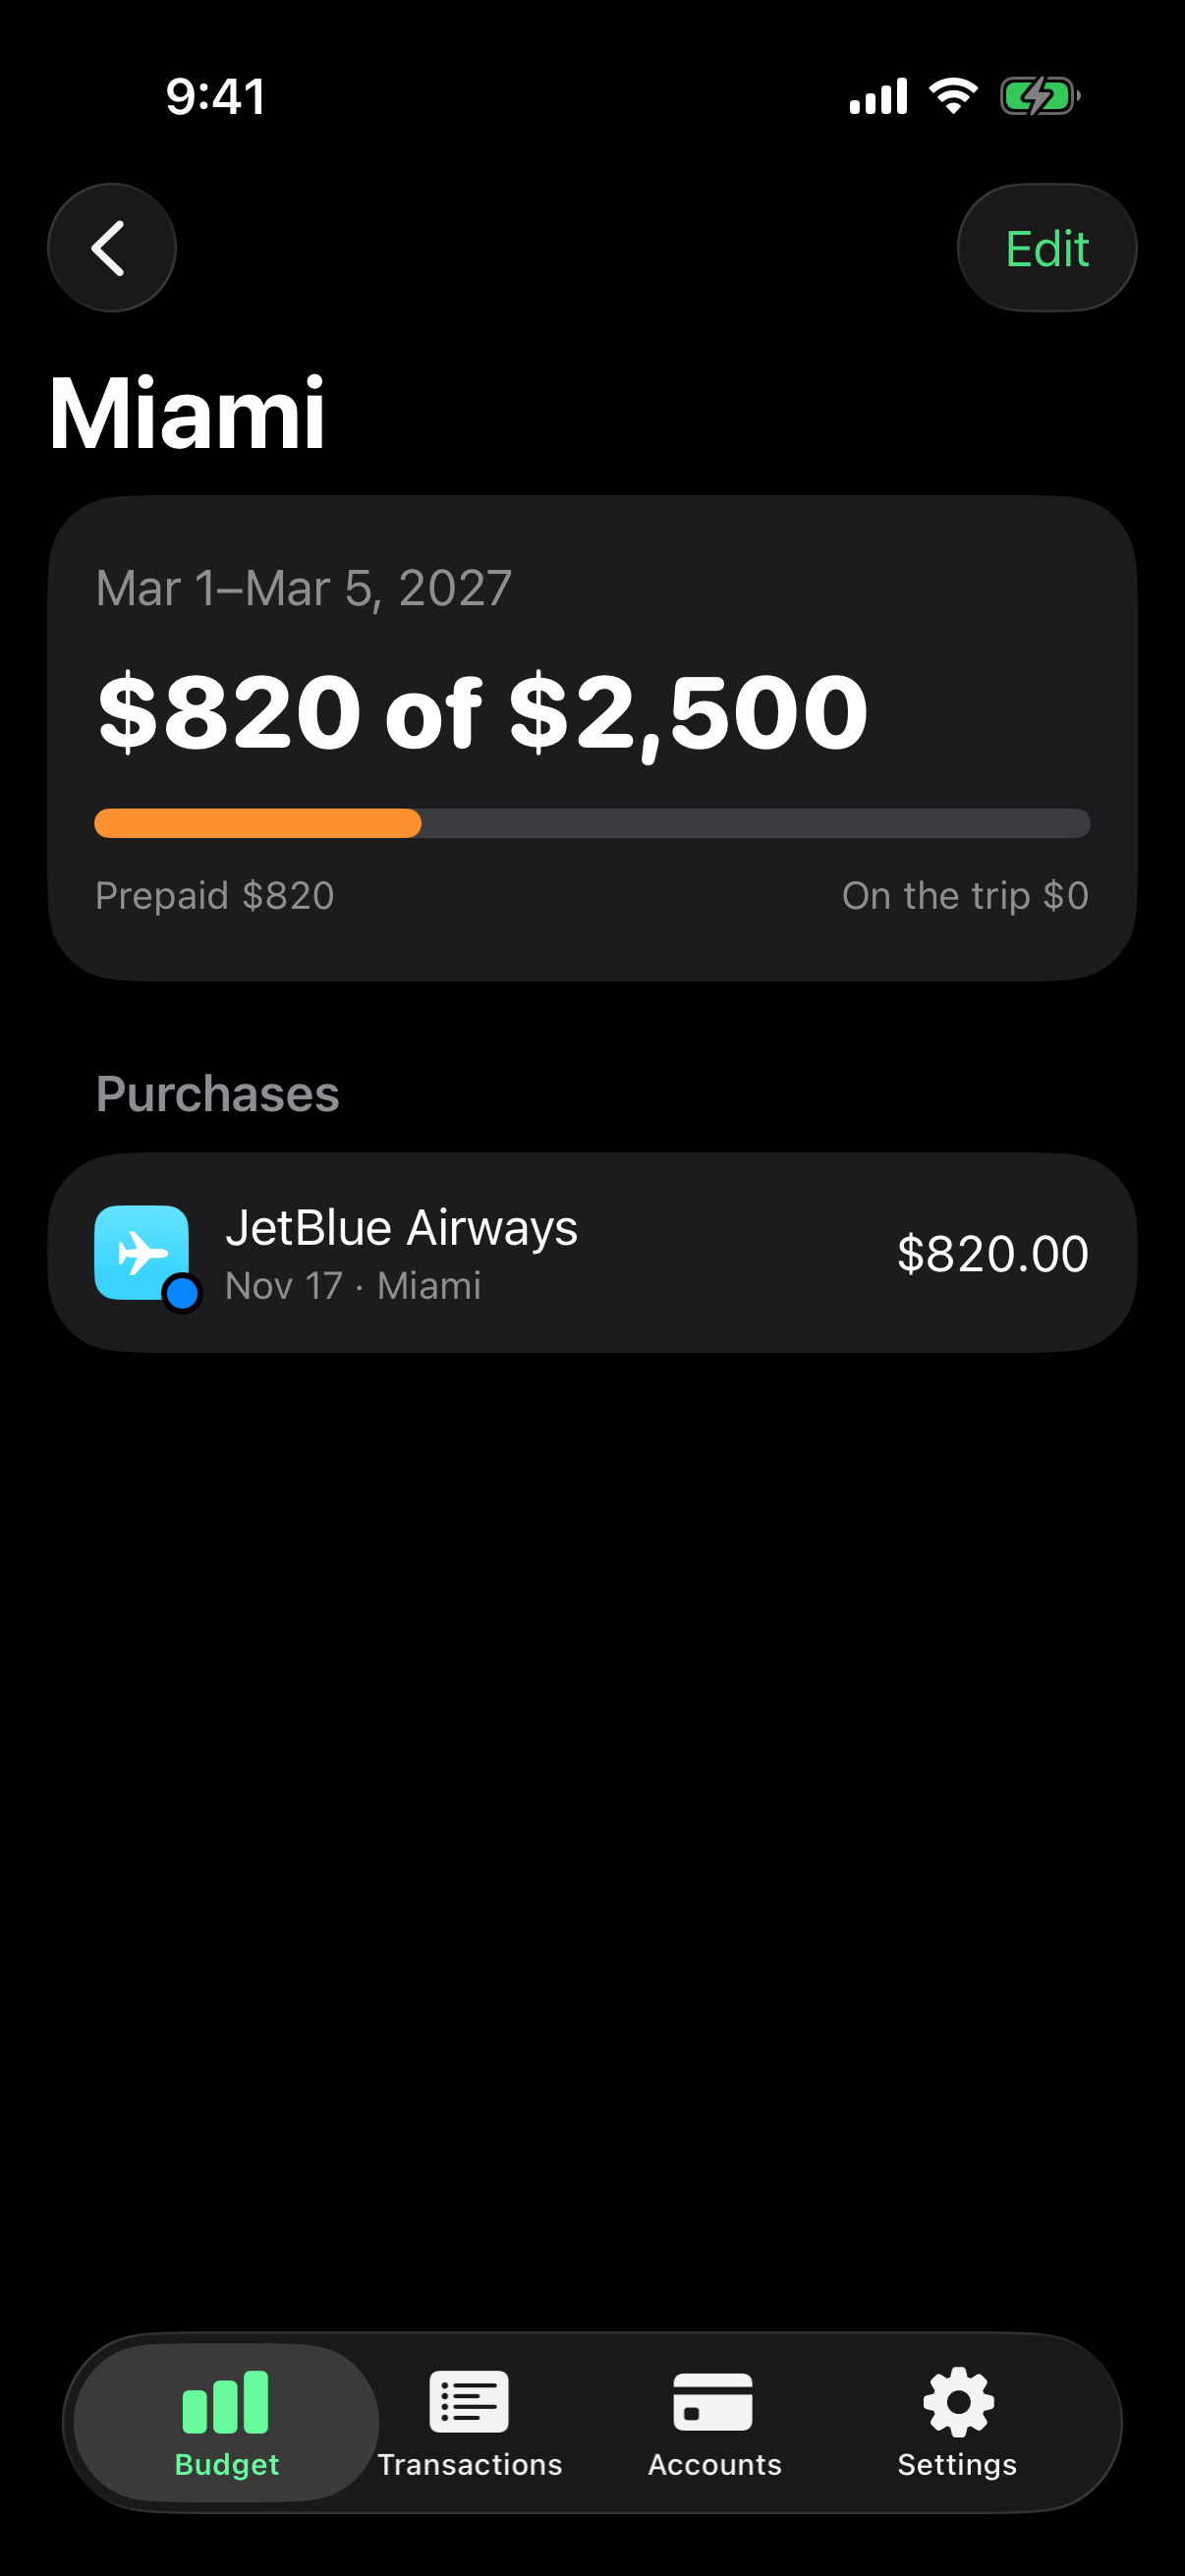 9:41
Edit
Miami
Mar 1–Mar 5, 2027
$820 of $2,500
Prepaid $820
On the trip $0
Purchases
JetBlue Airways
Nov 17 · Miami
$820.00
Budget
Transactions
Accounts
Settings